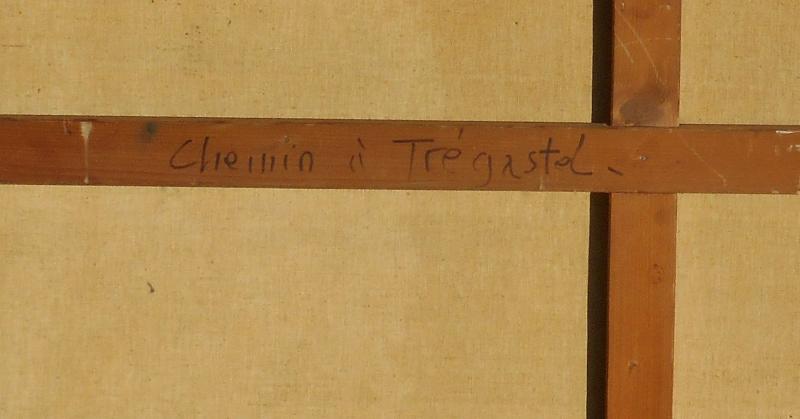 Chemin à Trégastel.